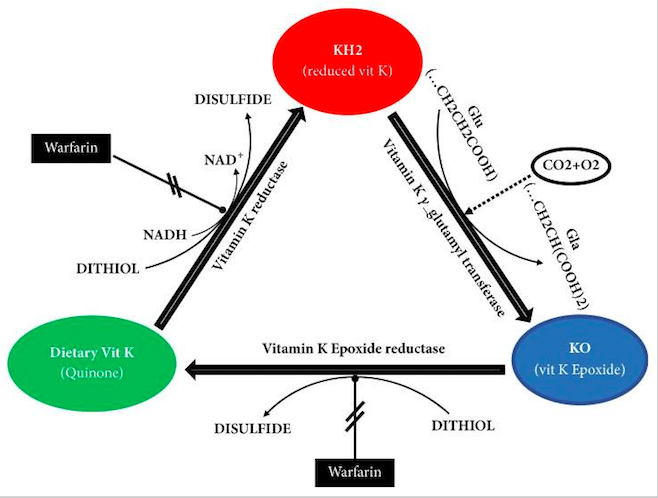 KH2
(reduced vit K)
DISULFIDE
Warfarin
NAD+
NADH
DITHIOL
Vitamin K reductase
Glu
(...CH2CH2COOH)
CO2+O2
Vitamin K γ_glutamyl transferase
Gla
(...CH2CH(COOH)2)
Dietary Vit K
(Quinone)
Vitamin K Epoxide reductase
KO
(vit K Epoxide)
DISULFIDE
DITHIOL
Warfarin